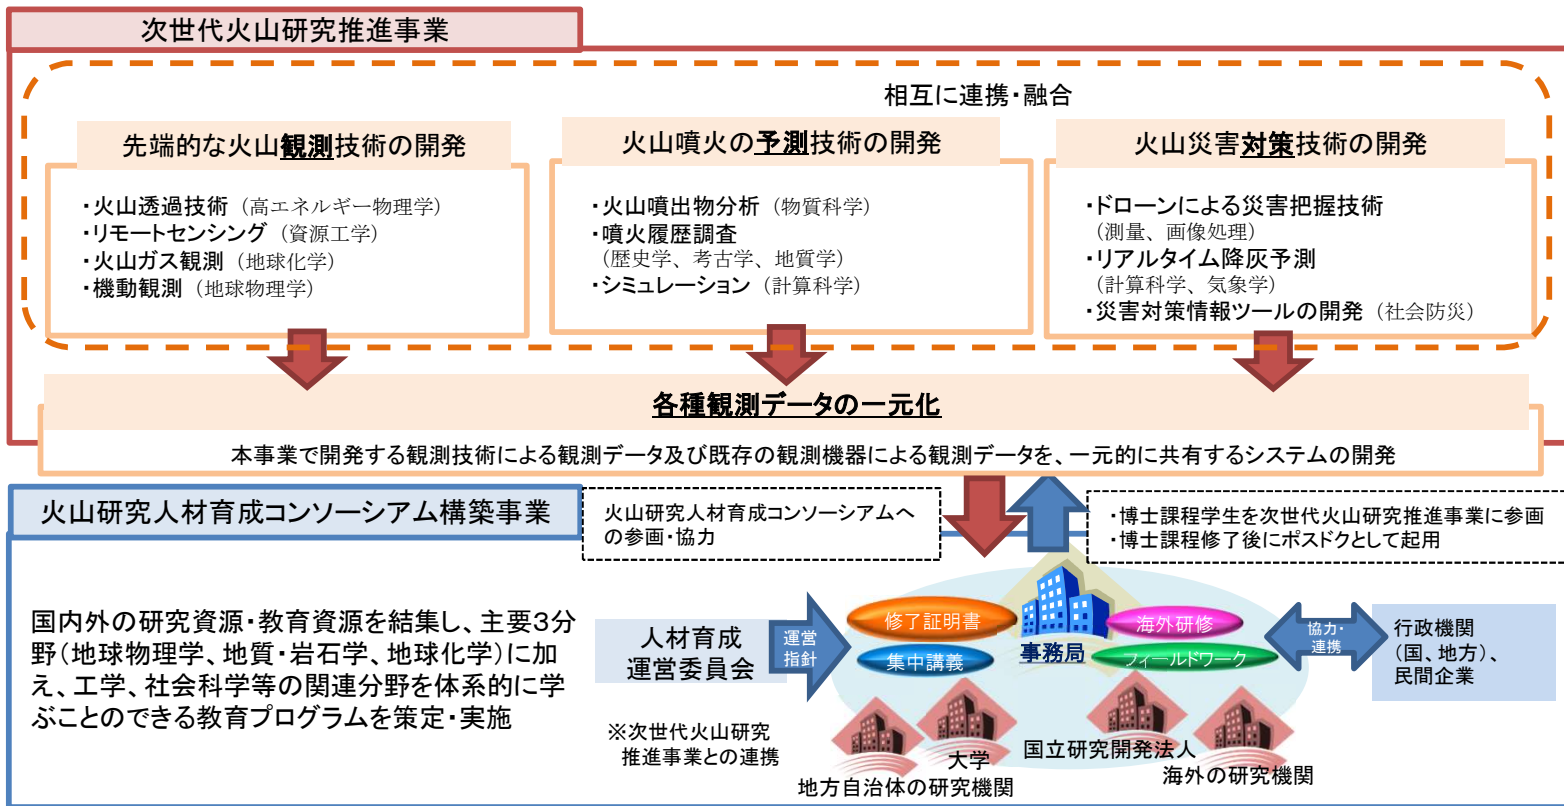 次世代火山研究推進事業
相互に連携・融合
先端的な火山観測技術の開発
・火山透過技術（高エネルギー物理学）
・リモートセンシング（資源工学）
・火山ガス観測（地球化学）
・機動観測（地球物理学）
火山噴火の予測技術の開発
・火山噴出物分析（物質科学）
・噴火履歴調査
（歴史学、考古学、地質学）
・シミュレーション（計算科学）
火山災害対策技術の開発
・ドローンによる災害把握技術
（測量、画像処理）
・リアルタイム降灰予測
（計算科学、気象学）
・災害対策情報ツールの開発（社会防災）
各種観測データの一元化
本事業で開発する観測技術による観測データ及び既存の観測機器による観測データを、一元的に共有するシステムの開発
火山研究人材育成コンソーシアム構築事業
火山研究人材育成コンソーシアムへ
の参画・協力
・博士課程学生を次世代火山研究推進事業に参画
・博士課程修了後にポスドクとして起用
国内外の研究資源・教育資源を結集し、主要3分
野（地球物理学、地質・岩石学、地球化学）に加
え、工学、社会科学等の関連分野を体系的に学
ぶことのできる教育プログラムを策定・実施
人材育成
運営委員会
運営
指針
修了証明書
集中講義
事務局
海外研修
フィールドワーク
協力・
連携
行政機関
（国、地方）、
民間企業
※次世代火山研究
推進事業との連携
大学
地方自治体の研究機関
国立研究開発法人
海外の研究機関